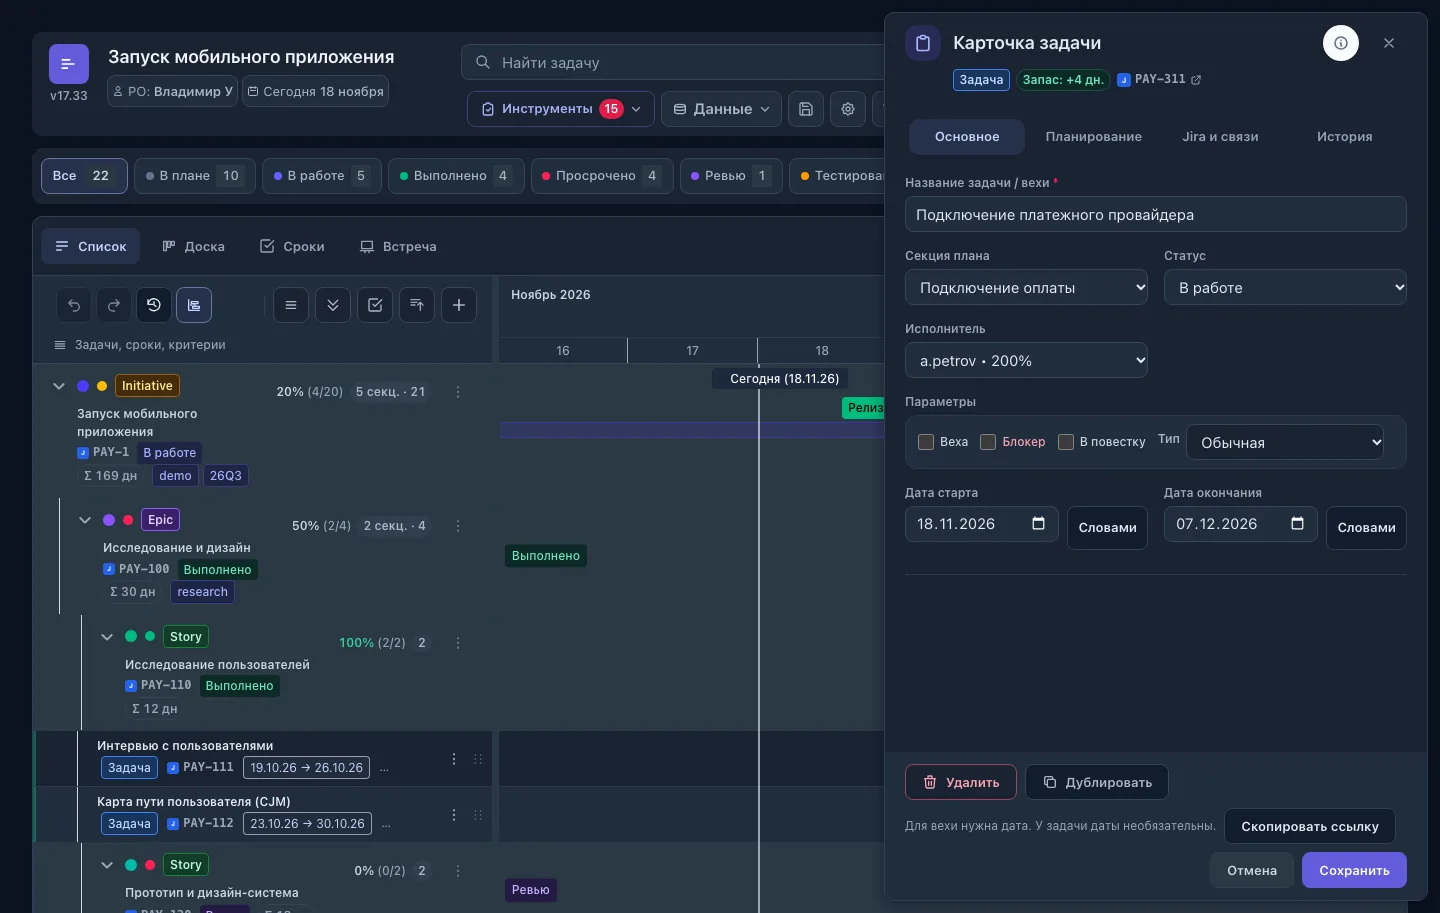 Запуск мобильного приложения
v17.33
PO: Владимир У
Сегодня 18 ноября
Найти задачу
Инструменты 15
Данные
Все 22
В плане 10
В работе 5
Выполнено 4
Просрочено 4
Ревью 1
Список
Доска
Сроки
Встреча
Задачи, сроки, критерии
Ноябрь 2026
16 17 18
Сегодня (18.11.26)
Initiative 20% (4/20) 5 секц. · 21
Запуск мобильного
приложения
PAY-1 В работе
Σ 169 дн demo 26Q3
Epic 50% (2/4) 2 секц. · 4
Исследование и дизайн
PAY-100 Выполнено
Σ 30 дн research
Выполнено
Story 100% (2/2) 2
Исследование пользователей
PAY-110 Выполнено
Σ 12 дн
Интервью с пользователями
Задача PAY-111 19.10.26 → 26.10.26 ...
Карта пути пользователя (CJM)
Задача PAY-112 23.10.26 → 30.10.26 ...
Story 0% (0/2) 2
Прототип и дизайн-система
Ревью
Карточка задачи
Задача Запас: +4 дн. PAY-311
Основное Планирование Jira и связи История
Название задачи / вехи *
Подключение платежного провайдера
Секция плана Статус
Подключение оплаты В работе
Исполнитель
a.petrov • 200%
Параметры
Веха Блокер В повестку Тип Обычная
Дата старта Дата окончания
18.11.2026 Словами 07.12.2026 Словами
Удалить Дублировать
Для вехи нужна дата. У задачи даты необязательны. Скопировать ссылку
Отмена Сохранить